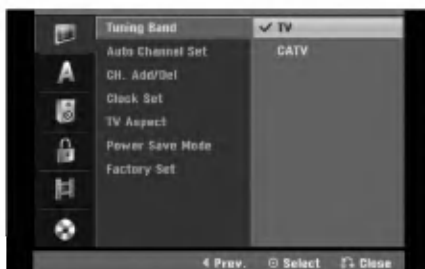 Tuning Band ✓ TV
Auto Channel Set CATV
CH. Add/Del
Clock Set
TV Aspect
Power Save Mode
Factory Set
A
Prev. Select Close